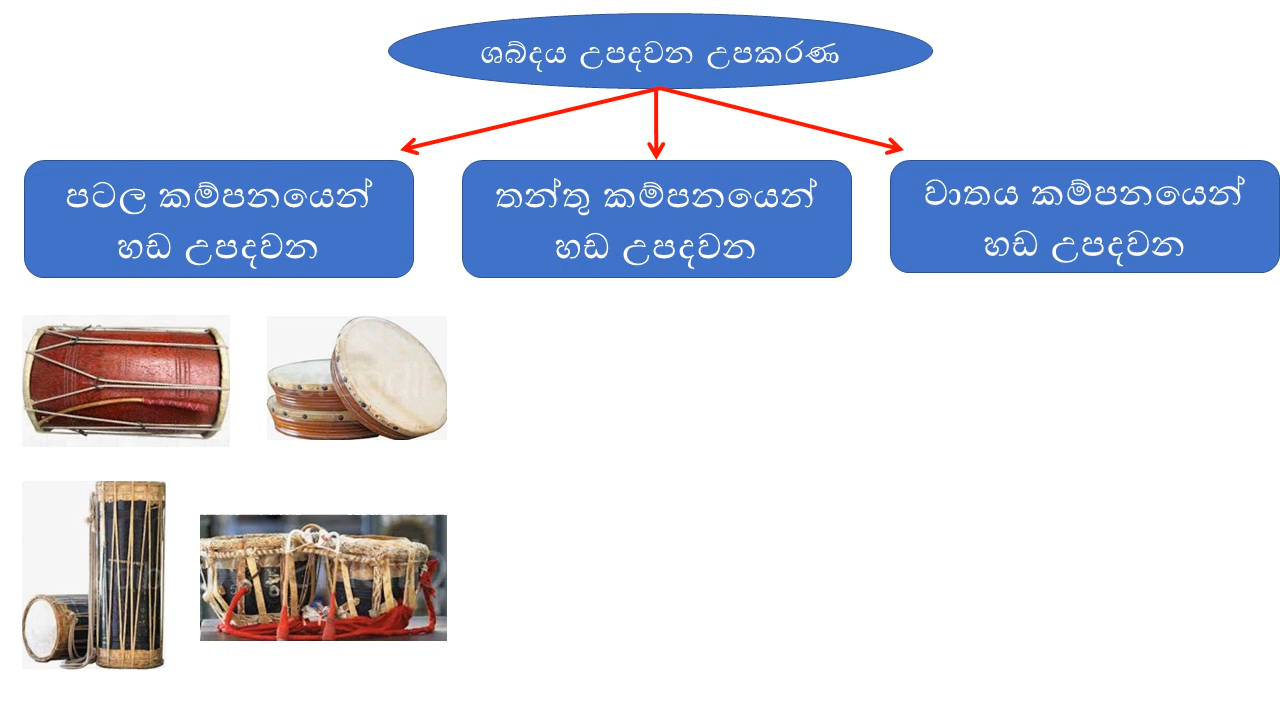 ශබ්දය උපදවන උපකරණ
පටල කම්පනයෙන්
හඬ උපදවන
තන්තු කම්පනයෙන්
හඬ උපදවන
වාතය කම්පනයෙන්
හඬ උපදවන